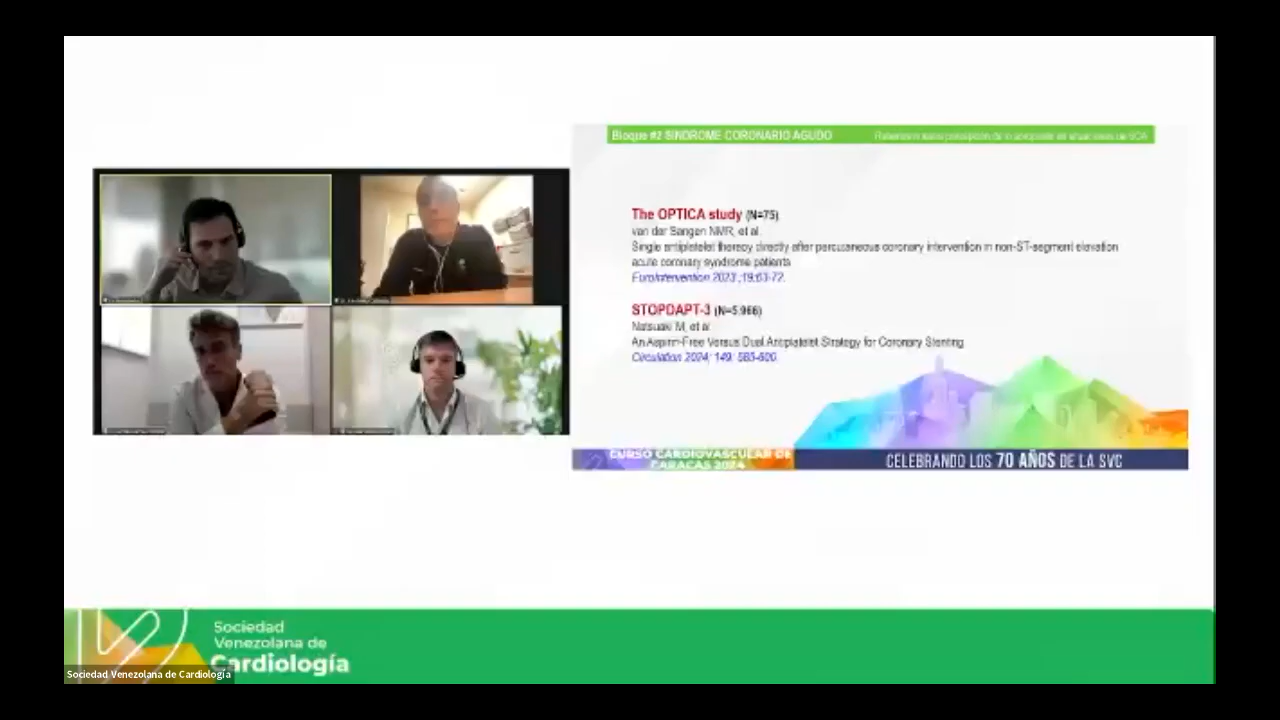 Bloque #2 SINDROME CORONARIO AGUDO
The OPTICA study (N=75)
van der Sangen NMR, et al.
Single antiplatelet therapy directly after percutaneous coronary intervention in non-ST-segment elevation
acute coronary syndrome patients
EuroIntervention 2023 ;19:63-72.
STOPDAPT-3 (N=5.966)
Natsuaki M, et al
An Aspirin-Free Versus Dual Antiplatelet Strategy for Coronary Stenting
Circulation 2024; 149: 585-600.
CURSO CARDIOVASCULAR DE
CARACAS 2024
CELEBRANDO LOS 70 AÑOS DE LA SVC
Sociedad
Venezolana de
Cardiología
Sociedad Venezolana de Cardiología